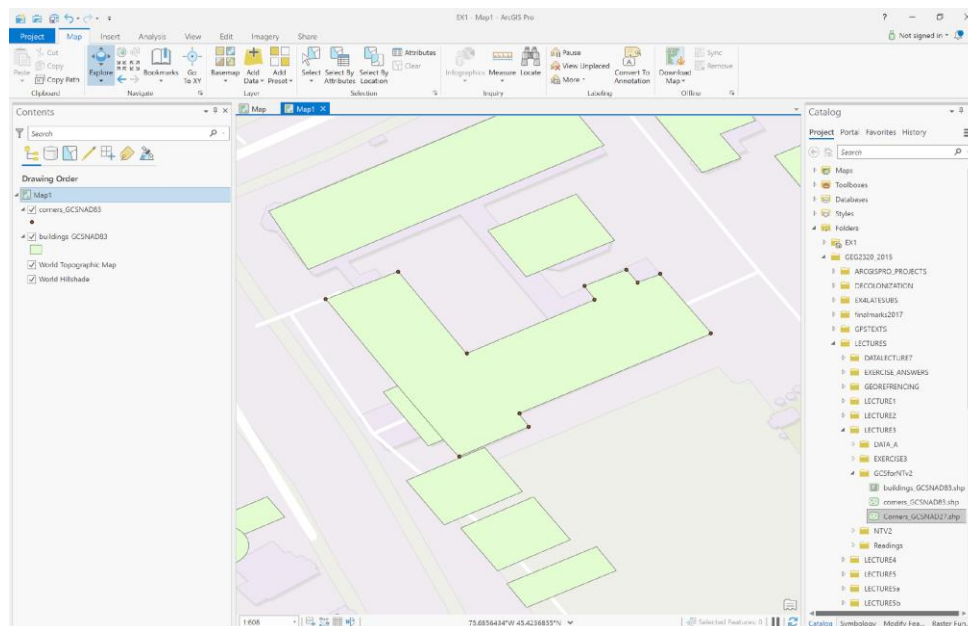 EX1 - Map1 - ArcGIS Pro
Project Map Insert Analysis View Edit Imagery Share
Not signed in
Cut
Copy
Copy Path
Paste
Explore
Bookmarks
Go To XY
Basemap
Add Data
Add Preset
Select
Select By Attributes
Select By Location
Attributes
Clear
Infographics
Measure
Locate
Pause
View Unplaced
More
Convert To Annotation
Download Map
Sync
Remove
Clipboard Navigate Layer Selection Inquiry Labeling Offline
Contents
Search
Drawing Order
Map1
corners_GCSNAD83
buildings_GCSNAD83
World Topographic Map
World Hillshade
Map Map1
1:608
75.6856434°W 45.4236855°N
Selected Features: 0
Catalog
Project Portal Favorites History
Search
Maps
Toolboxes
Databases
Styles
Folders
EX1
GEG2320_2015
ARCGISPRO_PROJECTS
DECOLONIZATION
EX4LATESUBS
finalmarks2017
GPSTEXTS
LECTURES
DATALECTURE7
EXERCISE_ANSWERS
GEOREFRENCING
LECTURE1
LECTURE2
LECTURE3
DATA_A
EXERCISE3
GCSforNTv2
buildings_GCSNAD83.shp
corners_GCSNAD83.shp
Corners_GCSNAD27.shp
NTV2
Readings
LECTURE4
LECTURE5
LECTURE5a
LECTURE5b
Catalog Symbology Modify Fea... Raster Fun...